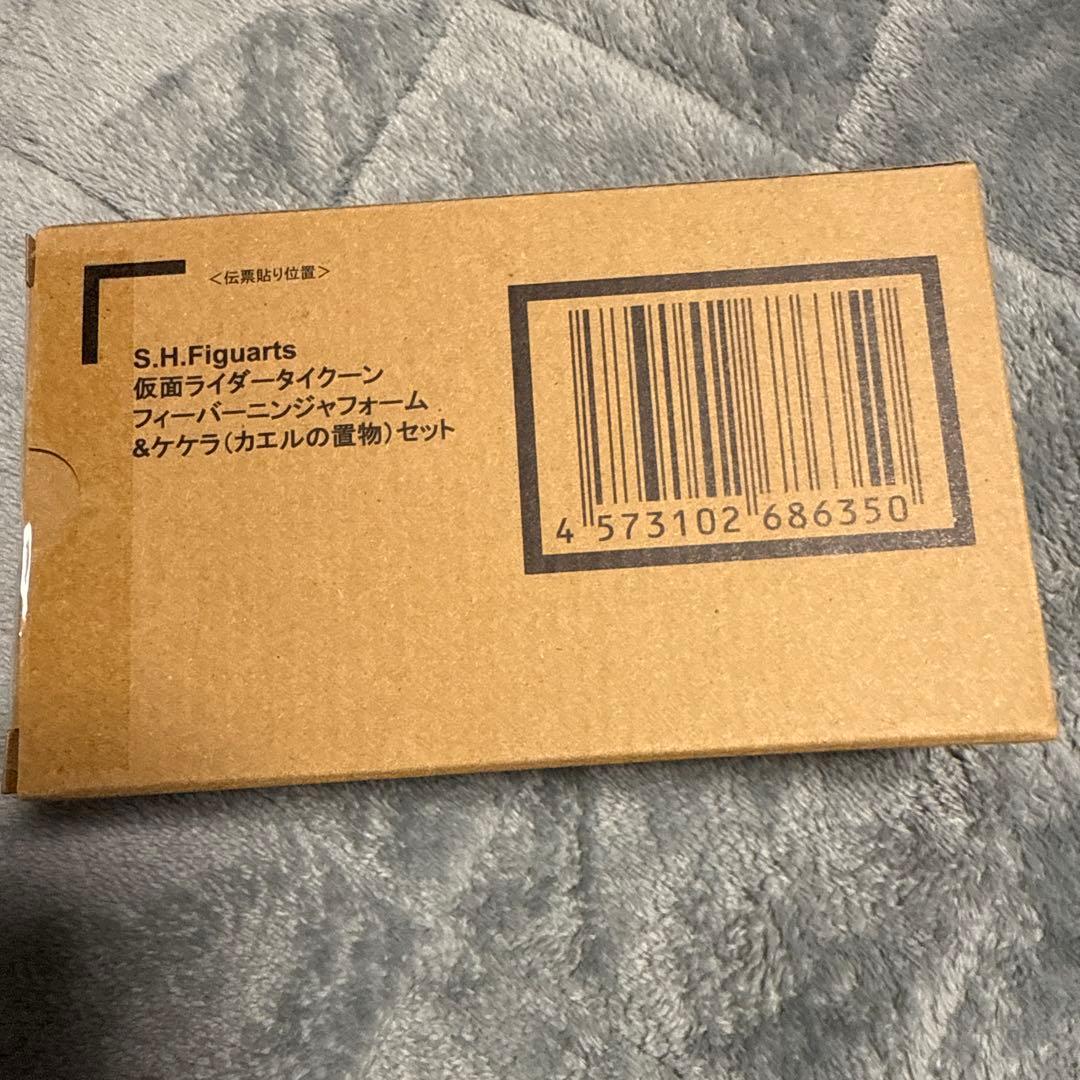 ＜伝票貼り位置＞
S.H.Figuarts
仮面ライダータイクーン
フィーバーニンジャフォーム
&ケケラ(カエルの置物)セット
4 573102 686350